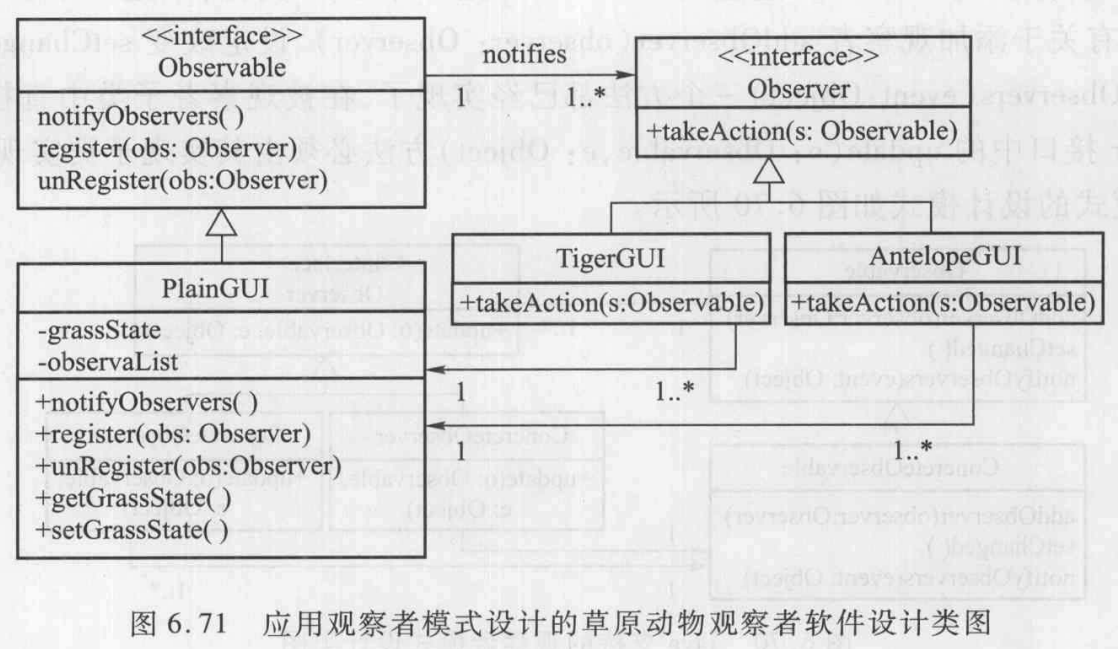 <<interface>>
Observable
notifyObservers( )
register(obs: Observer)
unRegister(obs:Observer)
notifies
1
1..*
<<interface>>
Observer
+takeAction(s: Observable)
PlainGUI
-grassState
-observaList
+notifyObservers( )
+register(obs: Observer)
+unRegister(obs:Observer)
+getGrassState( )
+setGrassState( )
TigerGUI
+takeAction(s:Observable)
AntelopeGUI
+takeAction(s:Observable)
1
1..*
1
1..*
图 6.71 应用观察者模式设计的草原动物观察者软件设计类图